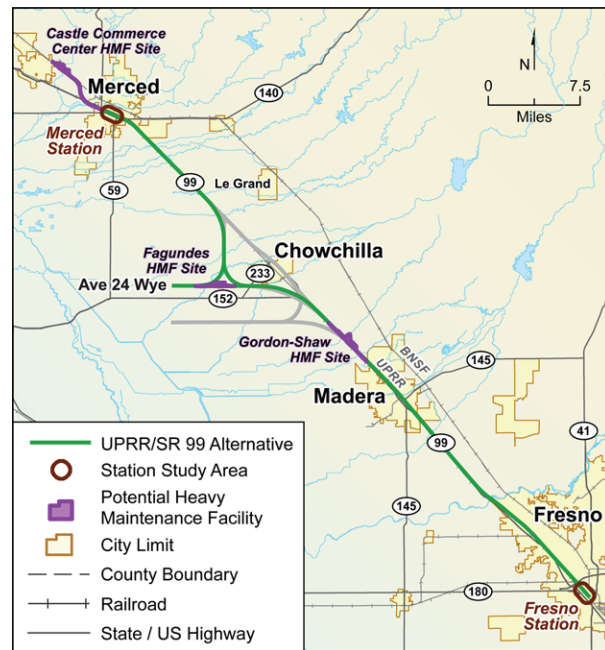 Castle Commerce
Center HMF Site
Merced
Merced
Station
140
N
0 7.5
Miles
59
99
Le Grand
Chowchilla
Fagundes
HMF Site
233
Ave 24 Wye
152
Gordon-Shaw
HMF Site
BNSF
UPRR
145
Madera
99
41
145
Fresno
180
Fresno
Station
UPRR/SR 99 Alternative
Station Study Area
Potential Heavy
Maintenance Facility
City Limit
County Boundary
Railroad
State / US Highway